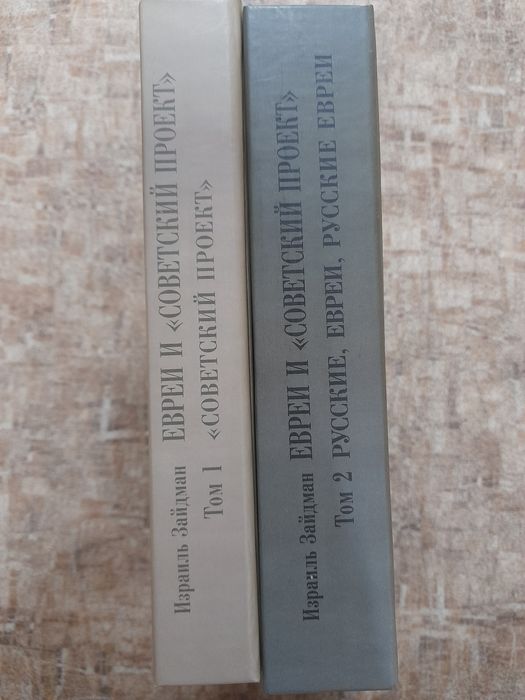 Израиль Зайдман ЕВРЕИ И «СОВЕТСКИЙ ПРОЕКТ»
Том 1 «СОВЕТСКИЙ ПРОЕКТ»
Израиль Зайдман ЕВРЕИ И «СОВЕТСКИЙ ПРОЕКТ»
Том 2 РУССКИЕ, ЕВРЕИ, РУССКИЕ ЕВРЕИ